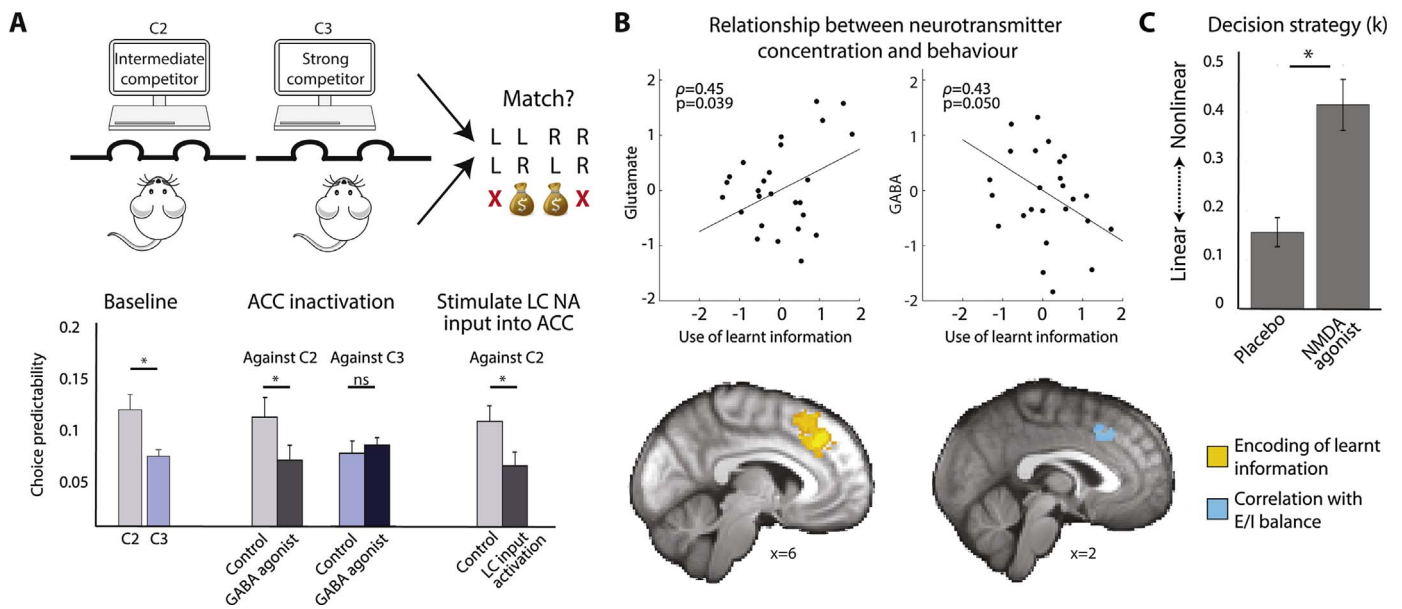 A
C2
C3
Intermediate
competitor
Strong
competitor
Match?
L L R R
L R L R
X $ $ X
Baseline
ACC inactivation
Stimulate LC NA
input into ACC
Against C2
Against C3
Against C2
*
*
ns
*
0.2
0.15
0.1
0.05
Choice predictability
C2
C3
Control
GABA agonist
Control
GABA agonist
Control
LC input
activation
B
Relationship between neurotransmitter
concentration and behaviour
ρ=0.45
p=0.039
2
1
0
-1
-2
Glutamate
-2 -1 0 1 2
Use of learnt information
ρ=0.43
p=0.050
2
1
0
-1
-2
GABA
-2 -1 0 1 2
Use of learnt information
x=6
x=2
Encoding of learnt
information
Correlation with
E/I balance
C
Decision strategy (k)
*
0.5
0.4
0.3
0.2
0.1
0
Linear
Nonlinear
Placebo
NMDA
agonist